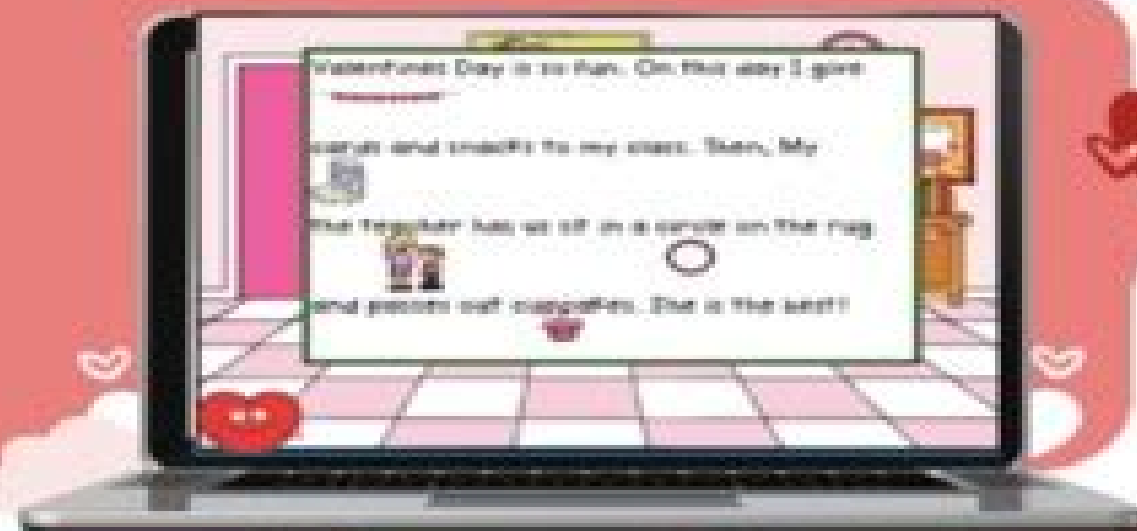 Valentines Day is so fun. On this day I give
cards and snacks to my class. Then, My
the teacher has us sit in a circle on the rug
and passes out cupcakes. She is the best!